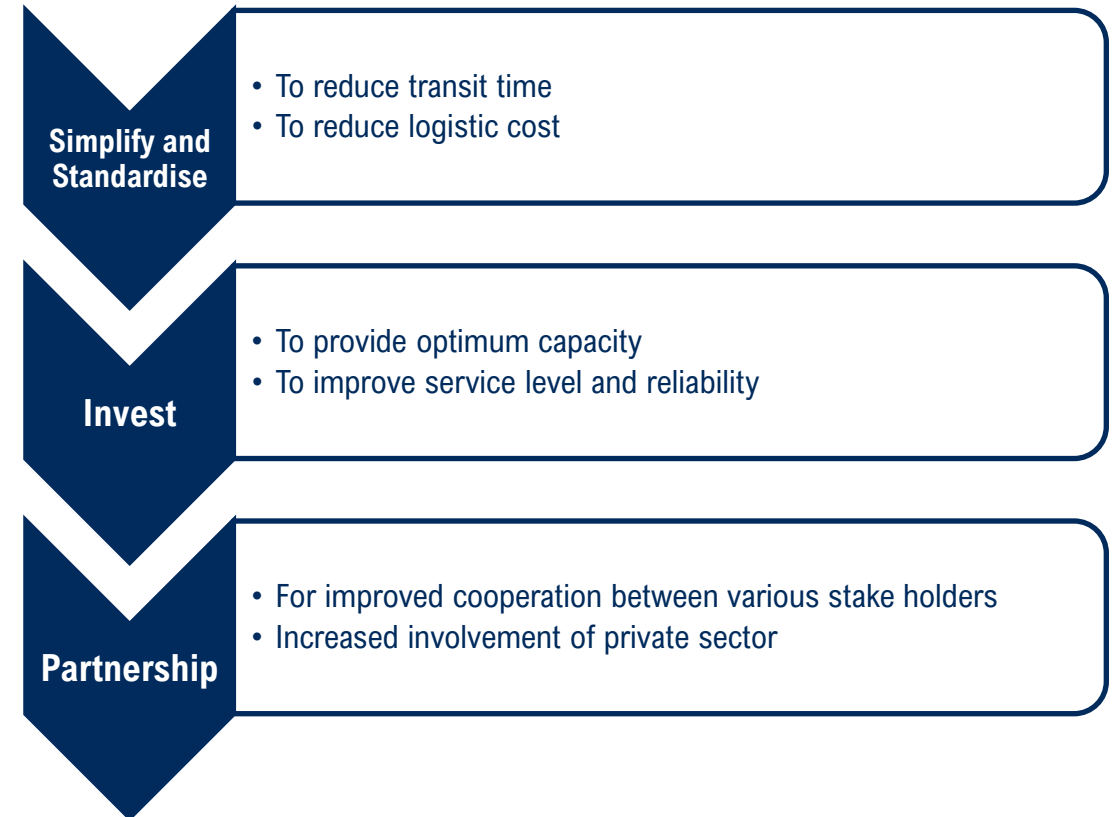 Simplify and
Standardise
• To reduce transit time
• To reduce logistic cost
Invest
• To provide optimum capacity
• To improve service level and reliability
Partnership
• For improved cooperation between various stake holders
• Increased involvement of private sector